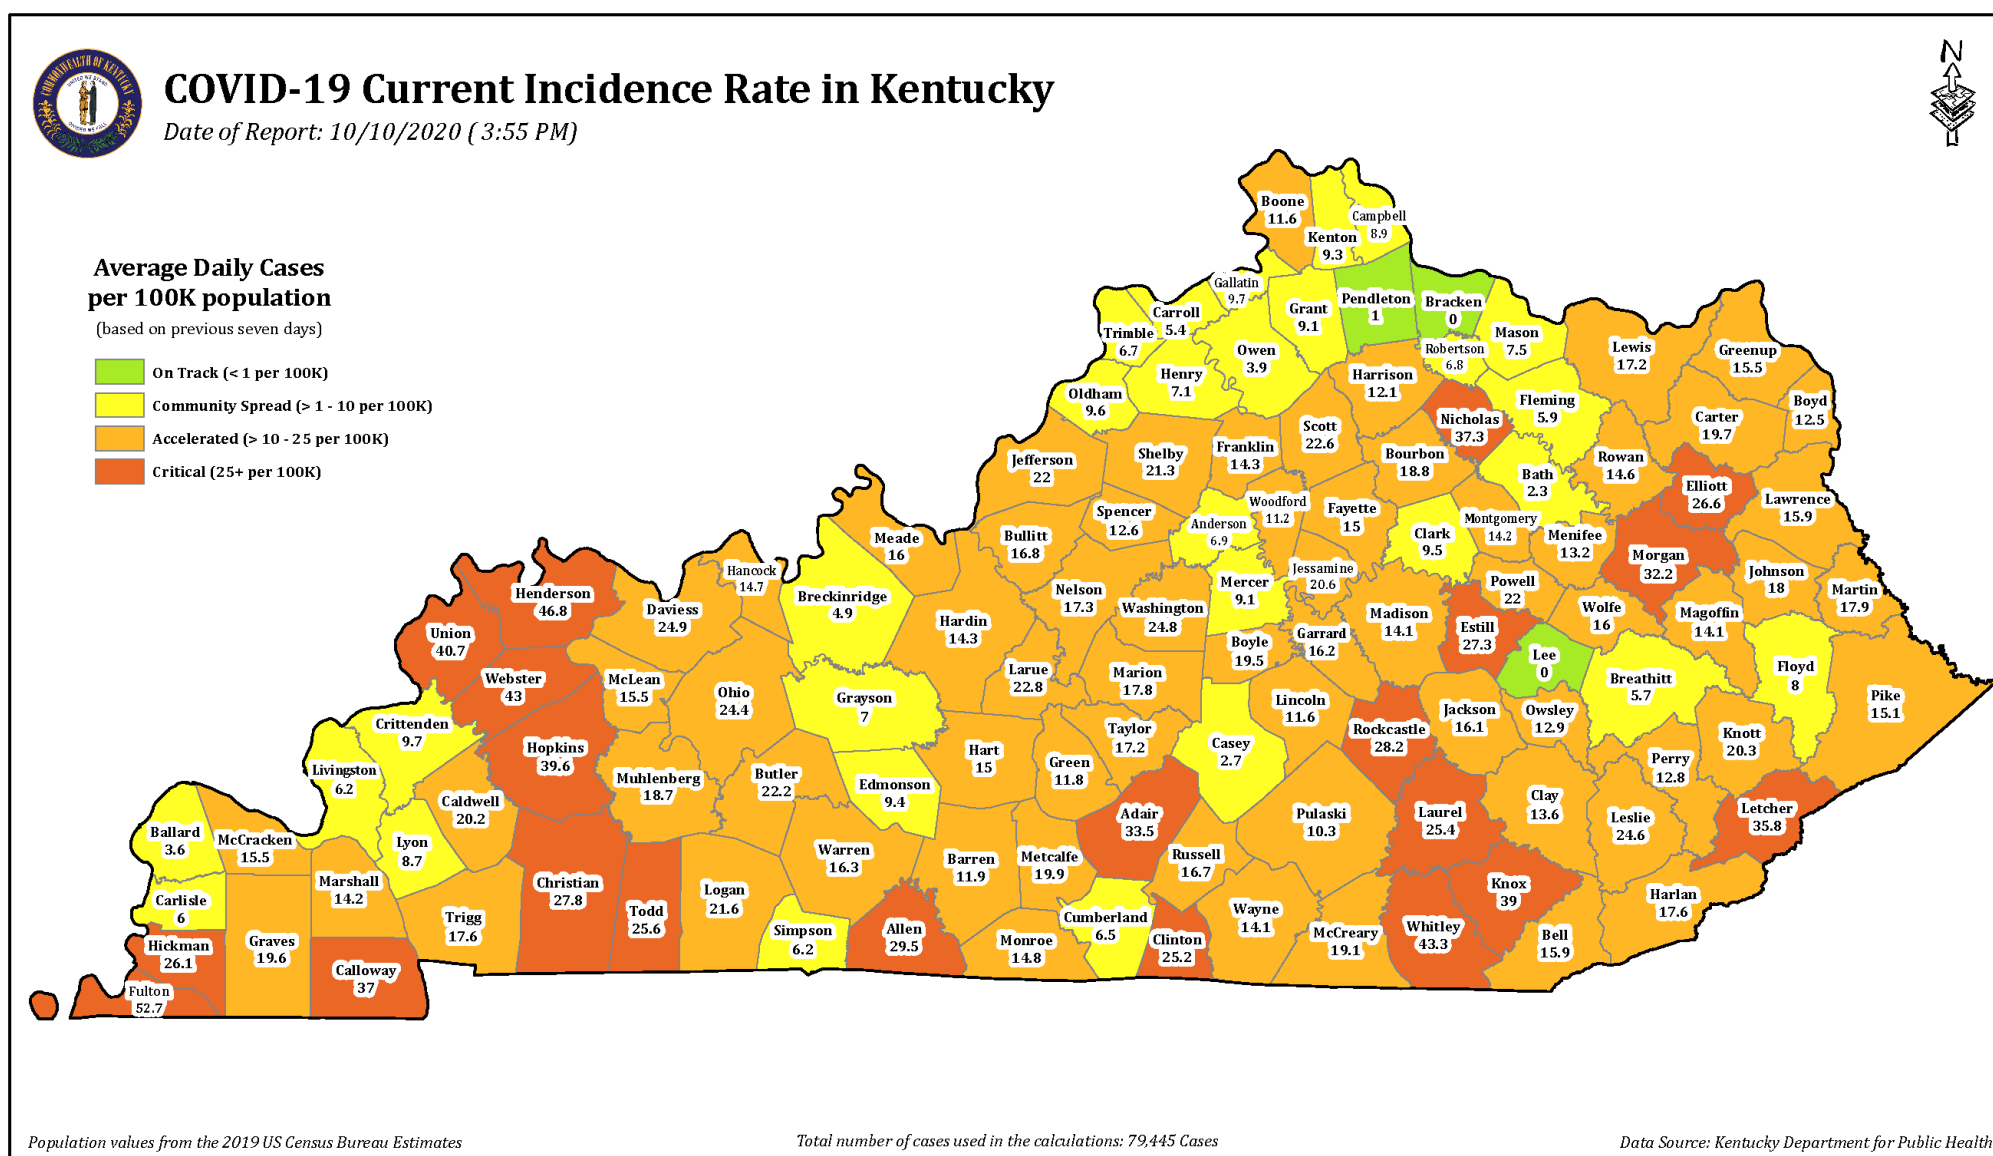 N
COMMONWEALTH OF KENTUCKY
UNITED WE STAND
DIVIDED WE FALL
COVID-19 Current Incidence Rate in Kentucky
Date of Report: 10/10/2020 ( 3:55 PM)
Average Daily Cases
per 100K population
(based on previous seven days)
On Track (< 1 per 100K)
Community Spread (> 1 - 10 per 100K)
Accelerated (> 10 - 25 per 100K)
Critical (25+ per 100K)
Boone
11.6
Kenton
9.3
Campbell
8.9
Gallatin
9.7
Grant
9.1
Pendleton
1
Bracken
0
Mason
7.5
Robertson
6.8
Carroll
5.4
Trimble
6.7
Owen
3.9
Henry
7.1
Oldham
9.6
Harrison
12.1
Nicholas
37.3
Fleming
5.9
Lewis
17.2
Greenup
15.5
Boyd
12.5
Carter
19.7
Rowan
14.6
Bath
2.3
Elliott
26.6
Lawrence
15.9
Jefferson
22
Shelby
21.3
Franklin
14.3
Scott
22.6
Bourbon
18.8
Spencer
12.6
Anderson
6.9
Woodford
11.2
Fayette
15
Clark
9.5
Montgomery
14.2
Menifee
13.2
Morgan
32.2
Johnson
18
Martin
17.9
Meade
16
Bullitt
16.8
Hancock
14.7
Breckinridge
4.9
Nelson
17.3
Washington
24.8
Mercer
9.1
Jessamine
20.6
Madison
14.1
Powell
22
Estill
27.3
Wolfe
16
Magoffin
14.1
Henderson
46.8
Daviess
24.9
Union
40.7
Webster
43
McLean
15.5
Ohio
24.4
Hardin
14.3
Larue
22.8
Marion
17.8
Boyle
19.5
Garrard
16.2
Lee
0
Breathitt
5.7
Floyd
8
Pike
15.1
Crittenden
9.7
Livingston
6.2
Hopkins
39.6
Muhlenberg
18.7
Butler
22.2
Grayson
7
Edmonson
9.4
Hart
15
Green
11.8
Taylor
17.2
Casey
2.7
Lincoln
11.6
Rockcastle
28.2
Jackson
16.1
Owsley
12.9
Perry
12.8
Knott
20.3
Letcher
35.8
Ballard
3.6
McCracken
15.5
Caldwell
20.2
Lyon
8.7
Marshall
14.2
Carlisle
6
Hickman
26.1
Fulton
52.7
Graves
19.6
Calloway
37
Trigg
17.6
Christian
27.8
Todd
25.6
Logan
21.6
Warren
16.3
Simpson
6.2
Allen
29.5
Barren
11.9
Metcalfe
19.9
Monroe
14.8
Adair
33.5
Russell
16.7
Cumberland
6.5
Clinton
25.2
Pulaski
10.3
Wayne
14.1
McCreary
19.1
Laurel
25.4
Clay
13.6
Leslie
24.6
Knox
39
Whitley
43.3
Bell
15.9
Harlan
17.6
Population values from the 2019 US Census Bureau Estimates
Total number of cases used in the calculations: 79,445 Cases
Data Source: Kentucky Department for Public Health